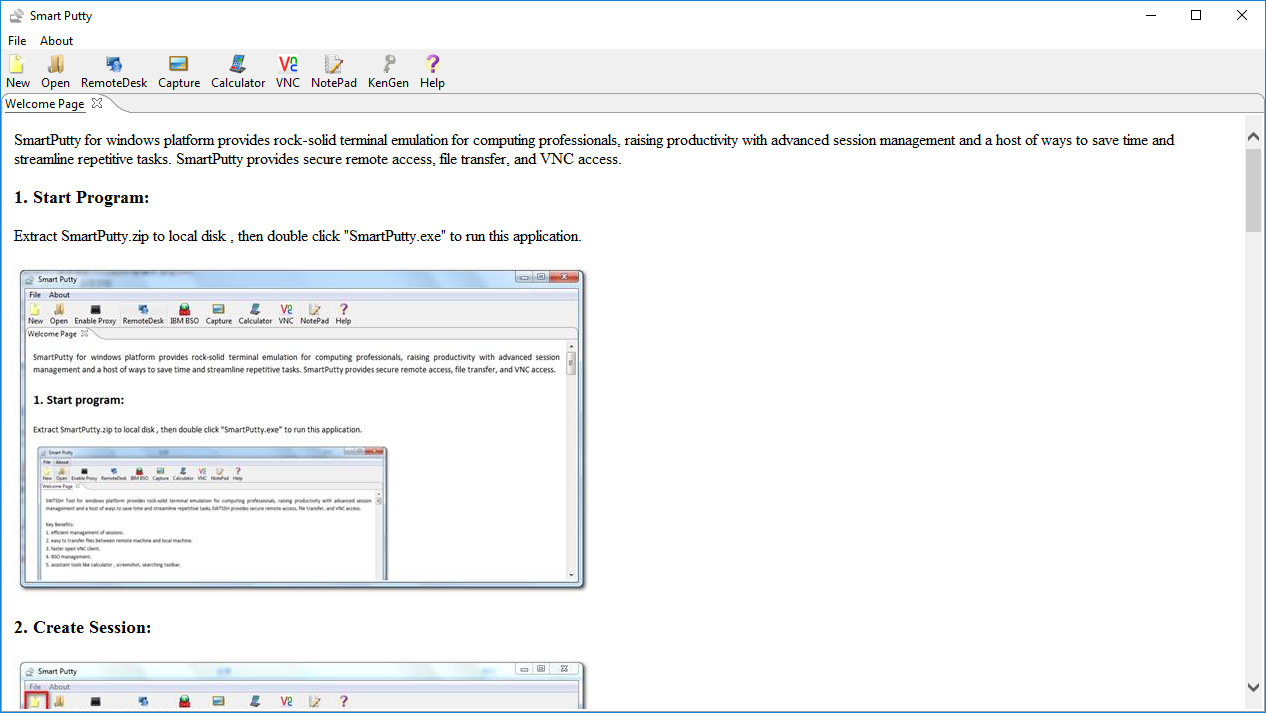 Smart Putty
File About
New Open RemoteDesk Capture Calculator VNC NotePad KenGen Help
Welcome Page
SmartPutty for windows platform provides rock-solid terminal emulation for computing professionals, raising productivity with advanced session management and a host of ways to save time and
streamline repetitive tasks. SmartPutty provides secure remote access, file transfer, and VNC access.
1. Start Program:
Extract SmartPutty.zip to local disk , then double click "SmartPutty.exe" to run this application.
Smart Putty
File About
New Open Enable Proxy RemoteDesk IBM BSO Capture Calculator VNC NotePad Help
Welcome Page
SmartPutty for windows platform provides rock-solid terminal emulation for computing professionals, raising productivity with advanced session
management and a host of ways to save time and streamline repetitive tasks. SmartPutty provides secure remote access, file transfer, and VNC access.
1. Start program:
Extract SmartPutty.zip to local disk , then double click "SmartPutty.exe" to run this application.
Smart Putty
File About
New Open Enable Proxy RemoteDesk IBM BSO Capture Calculator VNC NotePad Help
Welcome Page
SWTSSH Tool for windows platform provides rock-solid terminal emulation for computing professionals, raising productivity with advanced session
management and a host of ways to save time and streamline repetitive tasks.SWTSSH provides secure remote access, file transfer, and VNC access.
Key Benefits:
1. efficient management of sessions.
2. easy to transfer files between remote machine and local machine.
3. faster open VNC client.
4. BSO management.
5. assistant tools like calculator , screenshot, searching toolbar.
2. Create Session:
Smart Putty
File About